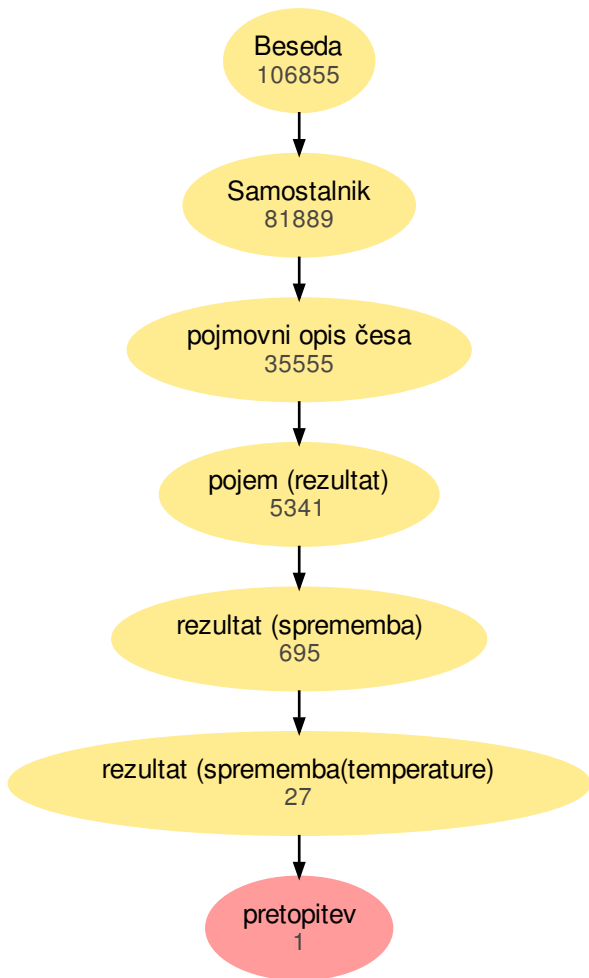 Beseda
106855
Samostalnik
81889
pojmovni opis česa
35555
pojem (rezultat)
5341
rezultat (sprememba)
695
rezultat (sprememba(temperature)
27
pretopitev
1